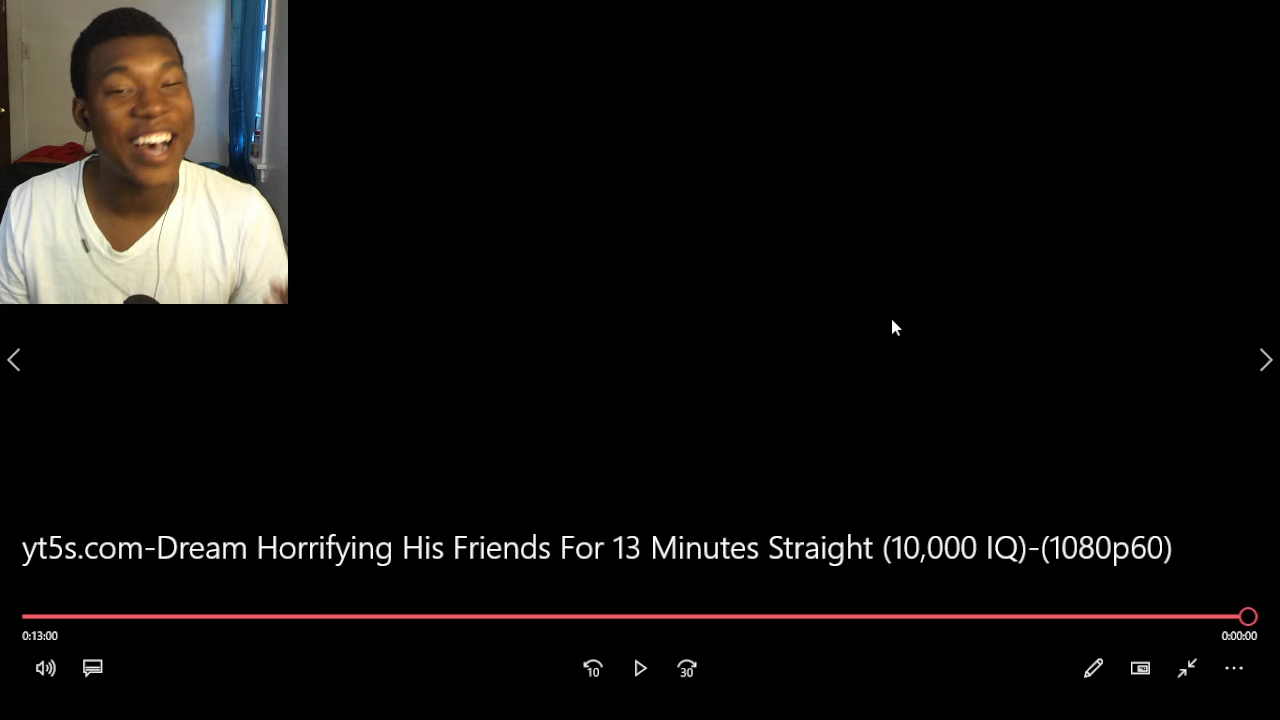 yt5s.com-Dream Horrifying His Friends For 13 Minutes Straight (10,000 IQ)-(1080p60)
0:13:00
0:00:00
10
30